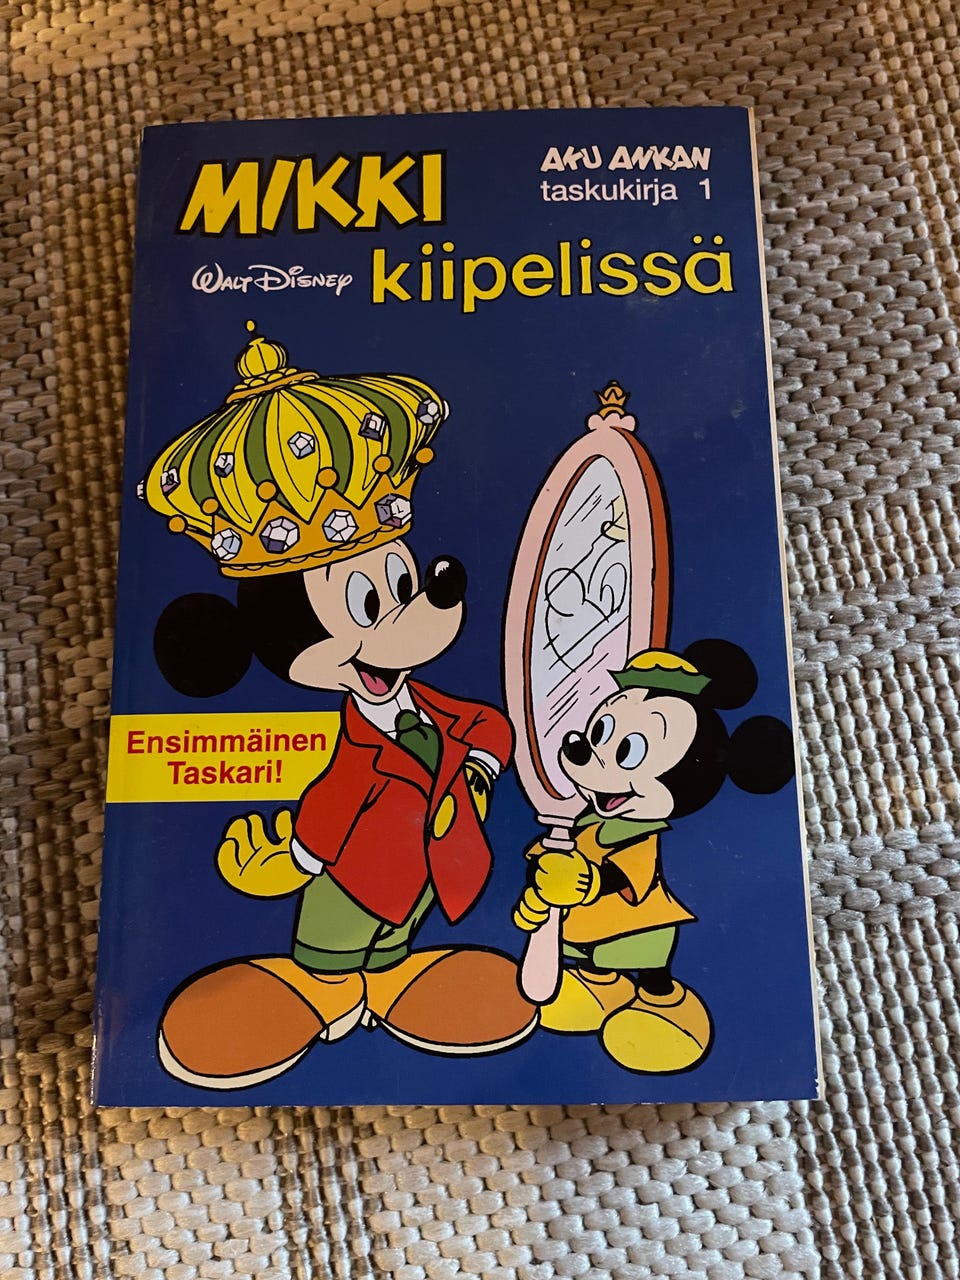 MIKKI
AKU ANKAN
taskukirja 1
WALT DISNEY
kiipelissä
Ensimmäinen
Taskari!